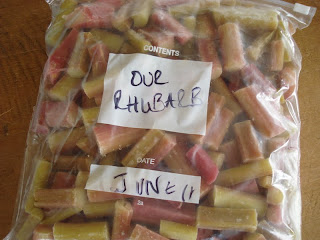 CONTENTS
OUR
RHUBARB
DATE
JUNE 11